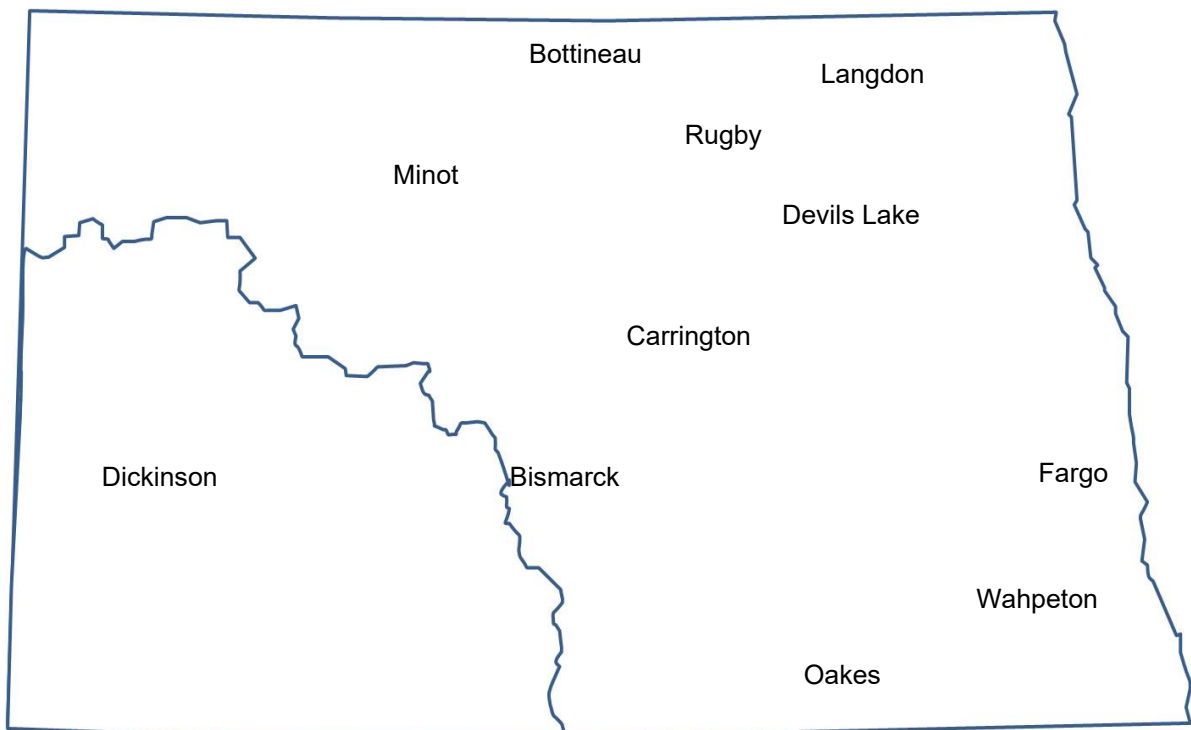 Bottineau
Langdon
Rugby
Minot
Devils Lake
Carrington
Dickinson
Bismarck
Fargo
Wahpeton
Oakes